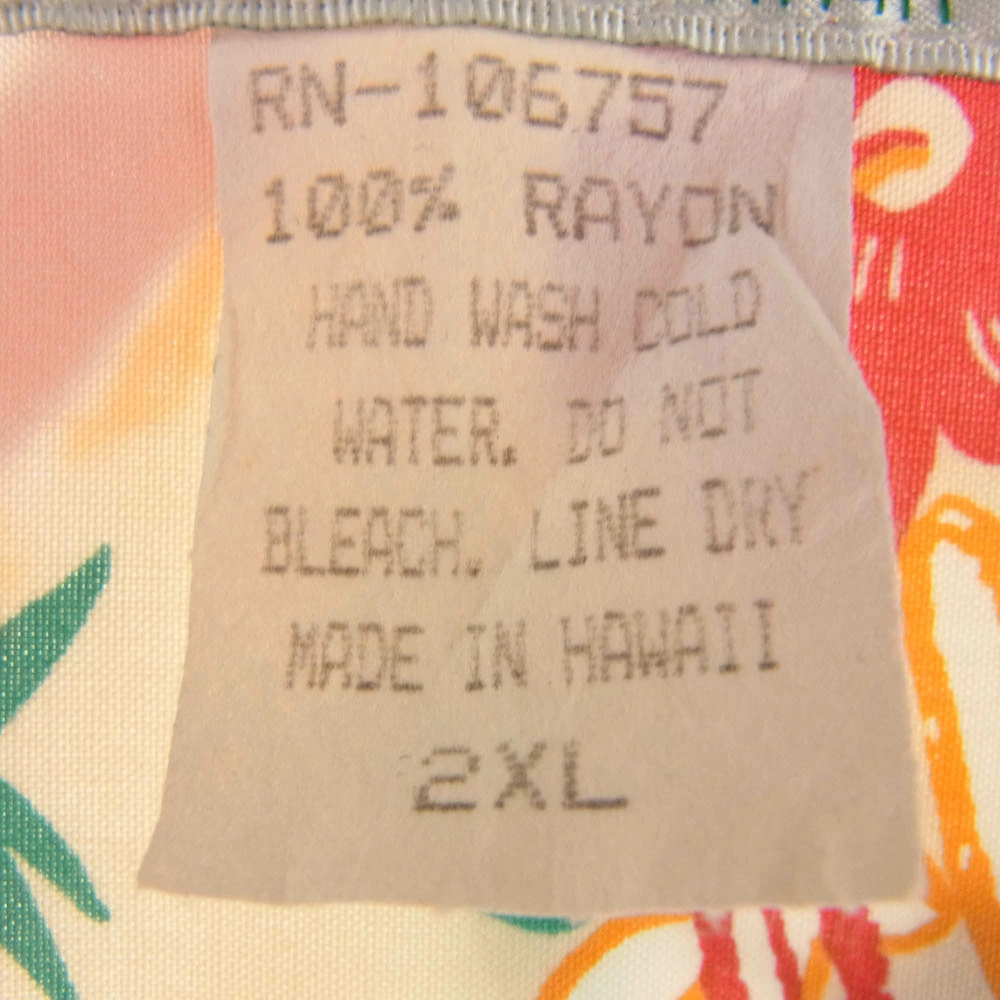 RN-106757
100% RAYON
HAND WASH COLD
WATER. DO NOT
BLEACH. LINE DRY
MADE IN HAWAII
2XL